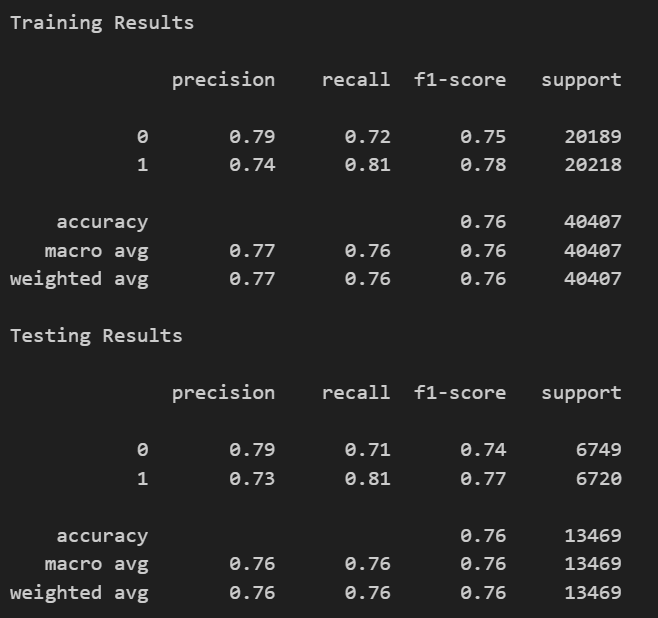 Training Results
precision recall f1-score support
0 0.79 0.72 0.75 20189
1 0.74 0.81 0.78 20218
accuracy 0.76 40407
macro avg 0.77 0.76 0.76 40407
weighted avg 0.77 0.76 0.76 40407
Testing Results
precision recall f1-score support
0 0.79 0.71 0.74 6749
1 0.73 0.81 0.77 6720
accuracy 0.76 13469
macro avg 0.76 0.76 0.76 13469
weighted avg 0.76 0.76 0.76 13469